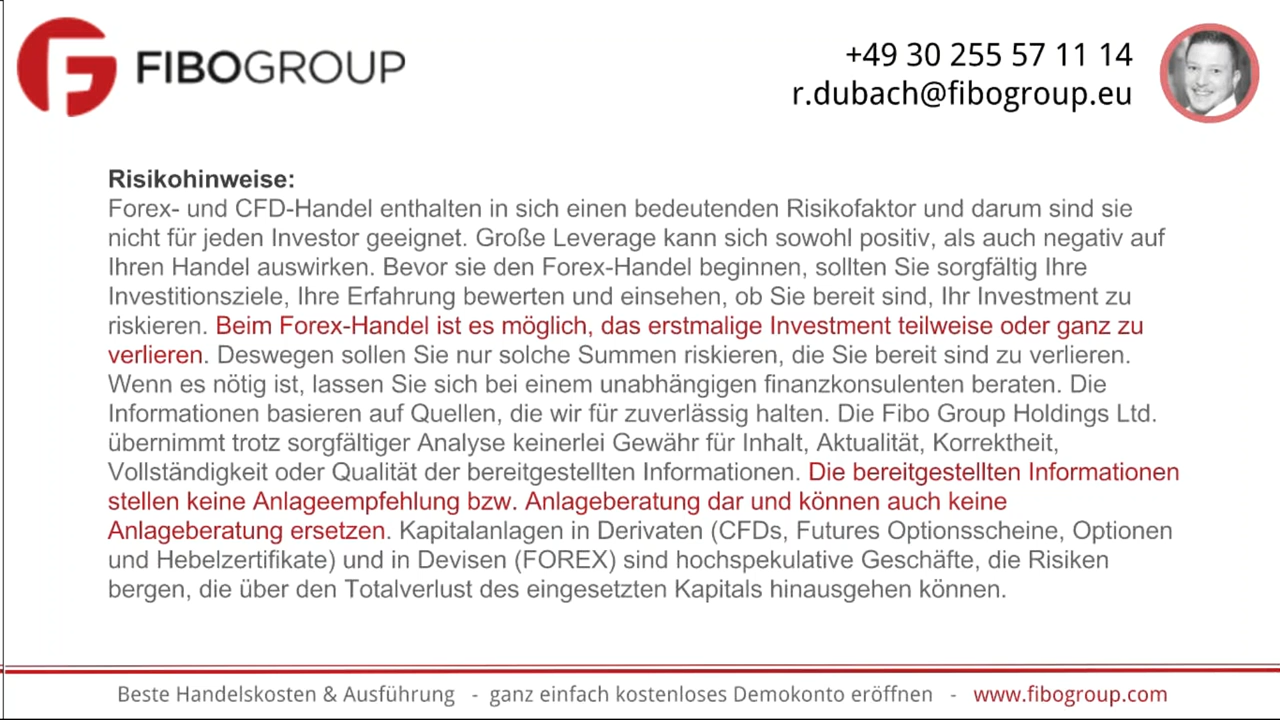 FIBOGROUP
+49 30 255 57 11 14
r.dubach@fibogroup.eu
Risikohinweise:
Forex- und CFD-Handel enthalten in sich einen bedeutenden Risikofaktor und darum sind sie
nicht für jeden Investor geeignet. Große Leverage kann sich sowohl positiv, als auch negativ auf
Ihren Handel auswirken. Bevor sie den Forex-Handel beginnen, sollten Sie sorgfältig Ihre
Investitionsziele, Ihre Erfahrung bewerten und einsehen, ob Sie bereit sind, Ihr Investment zu
riskieren. Beim Forex-Handel ist es möglich, das erstmalige Investment teilweise oder ganz zu
verlieren. Deswegen sollen Sie nur solche Summen riskieren, die Sie bereit sind zu verlieren.
Wenn es nötig ist, lassen Sie sich bei einem unabhängigen finanzkonsulenten beraten. Die
Informationen basieren auf Quellen, die wir für zuverlässig halten. Die Fibo Group Holdings Ltd.
übernimmt trotz sorgfältiger Analyse keinerlei Gewähr für Inhalt, Aktualität, Korrektheit,
Vollständigkeit oder Qualität der bereitgestellten Informationen. Die bereitgestellten Informationen
stellen keine Anlageempfehlung bzw. Anlageberatung dar und können auch keine
Anlageberatung ersetzen. Kapitalanlagen in Derivaten (CFDs, Futures Optionsscheine, Optionen
und Hebelzertifikate) und in Devisen (FOREX) sind hochspekulative Geschäfte, die Risiken
bergen, die über den Totalverlust des eingesetzten Kapitals hinausgehen können.
Beste Handelskosten & Ausführung - ganz einfach kostenloses Demokonto eröffnen - www.fibogroup.com